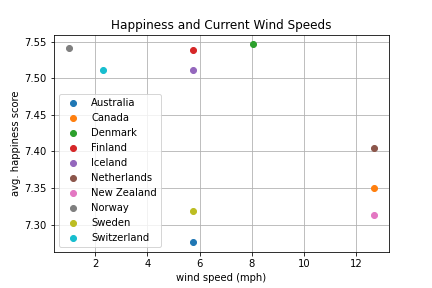 Happiness and Current Wind Speeds
avg. happiness score
7.55
7.50
7.45
7.40
7.35
7.30
Australia
Canada
Denmark
Finland
Iceland
Netherlands
New Zealand
Norway
Sweden
Switzerland
2 4 6 8 10 12
wind speed (mph)